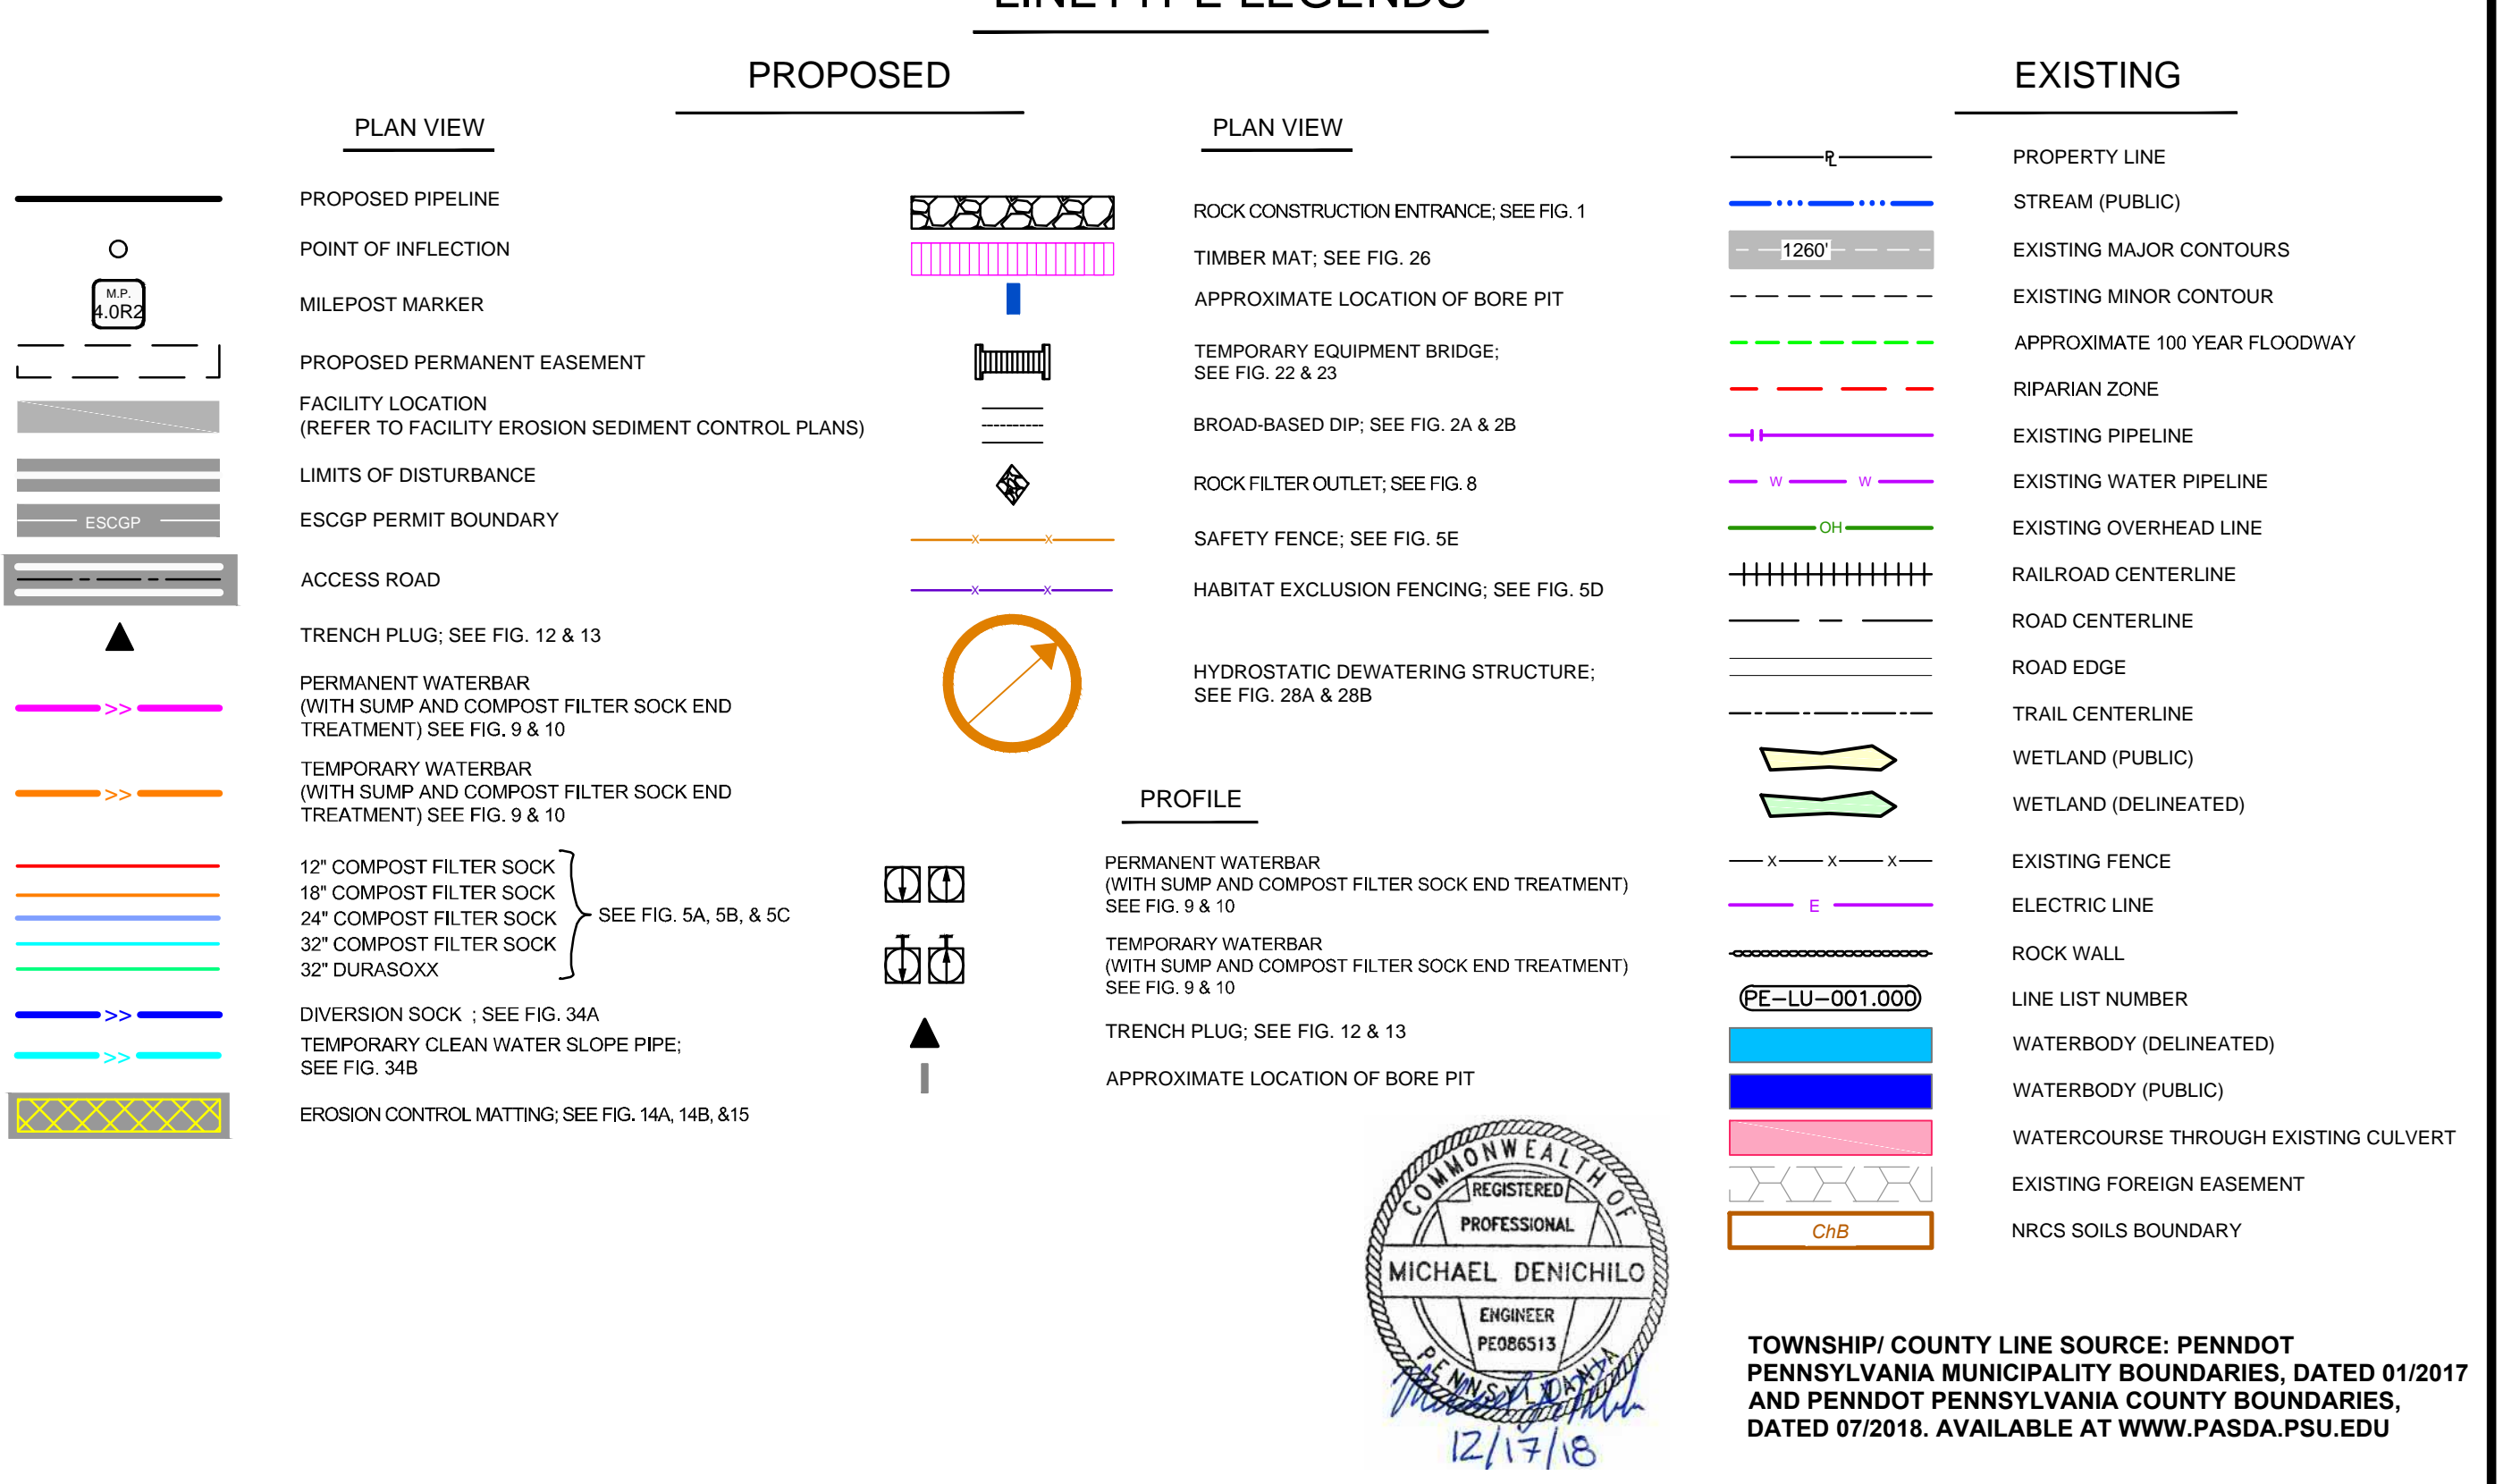 LINETYPE LEGENDS
PROPOSED
PLAN VIEW
PROPOSED PIPELINE
POINT OF INFLECTION
M.P.
4.0R2
MILEPOST MARKER
PROPOSED PERMANENT EASEMENT
FACILITY LOCATION
(REFER TO FACILITY EROSION SEDIMENT CONTROL PLANS)
LIMITS OF DISTURBANCE
ESCGP
ESCGP PERMIT BOUNDARY
ACCESS ROAD
TRENCH PLUG; SEE FIG. 12 & 13
>>
PERMANENT WATERBAR
(WITH SUMP AND COMPOST FILTER SOCK END
TREATMENT) SEE FIG. 9 & 10
>>
TEMPORARY WATERBAR
(WITH SUMP AND COMPOST FILTER SOCK END
TREATMENT) SEE FIG. 9 & 10
12" COMPOST FILTER SOCK
18" COMPOST FILTER SOCK
24" COMPOST FILTER SOCK
32" COMPOST FILTER SOCK
32" DURASOXX
SEE FIG. 5A, 5B, & 5C
>>
DIVERSION SOCK ; SEE FIG. 34A
>>
TEMPORARY CLEAN WATER SLOPE PIPE;
SEE FIG. 34B
EROSION CONTROL MATTING; SEE FIG. 14A, 14B, &15
PLAN VIEW
ROCK CONSTRUCTION ENTRANCE; SEE FIG. 1
TIMBER MAT; SEE FIG. 26
APPROXIMATE LOCATION OF BORE PIT
TEMPORARY EQUIPMENT BRIDGE;
SEE FIG. 22 & 23
BROAD-BASED DIP; SEE FIG. 2A & 2B
ROCK FILTER OUTLET; SEE FIG. 8
X X
SAFETY FENCE; SEE FIG. 5E
X X
HABITAT EXCLUSION FENCING; SEE FIG. 5D
HYDROSTATIC DEWATERING STRUCTURE;
SEE FIG. 28A & 28B
PROFILE
PERMANENT WATERBAR
(WITH SUMP AND COMPOST FILTER SOCK END TREATMENT)
SEE FIG. 9 & 10
TEMPORARY WATERBAR
(WITH SUMP AND COMPOST FILTER SOCK END TREATMENT)
SEE FIG. 9 & 10
TRENCH PLUG; SEE FIG. 12 & 13
APPROXIMATE LOCATION OF BORE PIT
COMMONWEALTH OF
REGISTERED
PROFESSIONAL
MICHAEL DENICHILO
ENGINEER
PE086513
PENNSYLVANIA
12/17/18
EXISTING
PL
PROPERTY LINE
STREAM (PUBLIC)
1260'
EXISTING MAJOR CONTOURS
EXISTING MINOR CONTOUR
APPROXIMATE 100 YEAR FLOODWAY
RIPARIAN ZONE
EXISTING PIPELINE
W W
EXISTING WATER PIPELINE
OH
EXISTING OVERHEAD LINE
RAILROAD CENTERLINE
ROAD CENTERLINE
ROAD EDGE
TRAIL CENTERLINE
WETLAND (PUBLIC)
WETLAND (DELINEATED)
X X X
EXISTING FENCE
E
ELECTRIC LINE
ROCK WALL
PE-LU-001.000
LINE LIST NUMBER
WATERBODY (DELINEATED)
WATERBODY (PUBLIC)
WATERCOURSE THROUGH EXISTING CULVERT
EXISTING FOREIGN EASEMENT
ChB
NRCS SOILS BOUNDARY
TOWNSHIP/ COUNTY LINE SOURCE: PENNDOT
PENNSYLVANIA MUNICIPALITY BOUNDARIES, DATED 01/2017
AND PENNDOT PENNSYLVANIA COUNTY BOUNDARIES,
DATED 07/2018. AVAILABLE AT WWW.PASDA.PSU.EDU